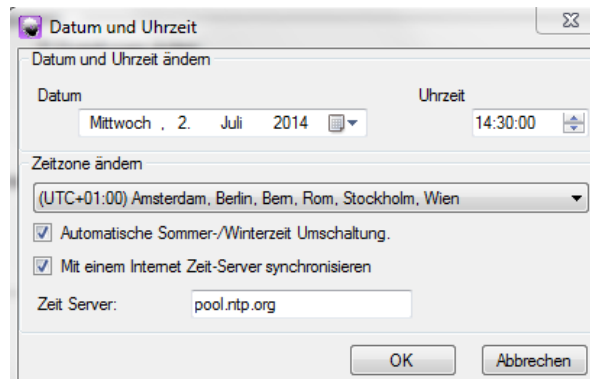 Datum und Uhrzeit
Datum und Uhrzeit ändern
Datum Uhrzeit
Mittwoch , 2. Juli 2014 14:30:00
Zeitzone ändern
(UTC+01:00) Amsterdam, Berlin, Bern, Rom, Stockholm, Wien
Automatische Sommer-/Winterzeit Umschaltung.
Mit einem Internet Zeit-Server synchronisieren
Zeit Server: pool.ntp.org
OK Abbrechen